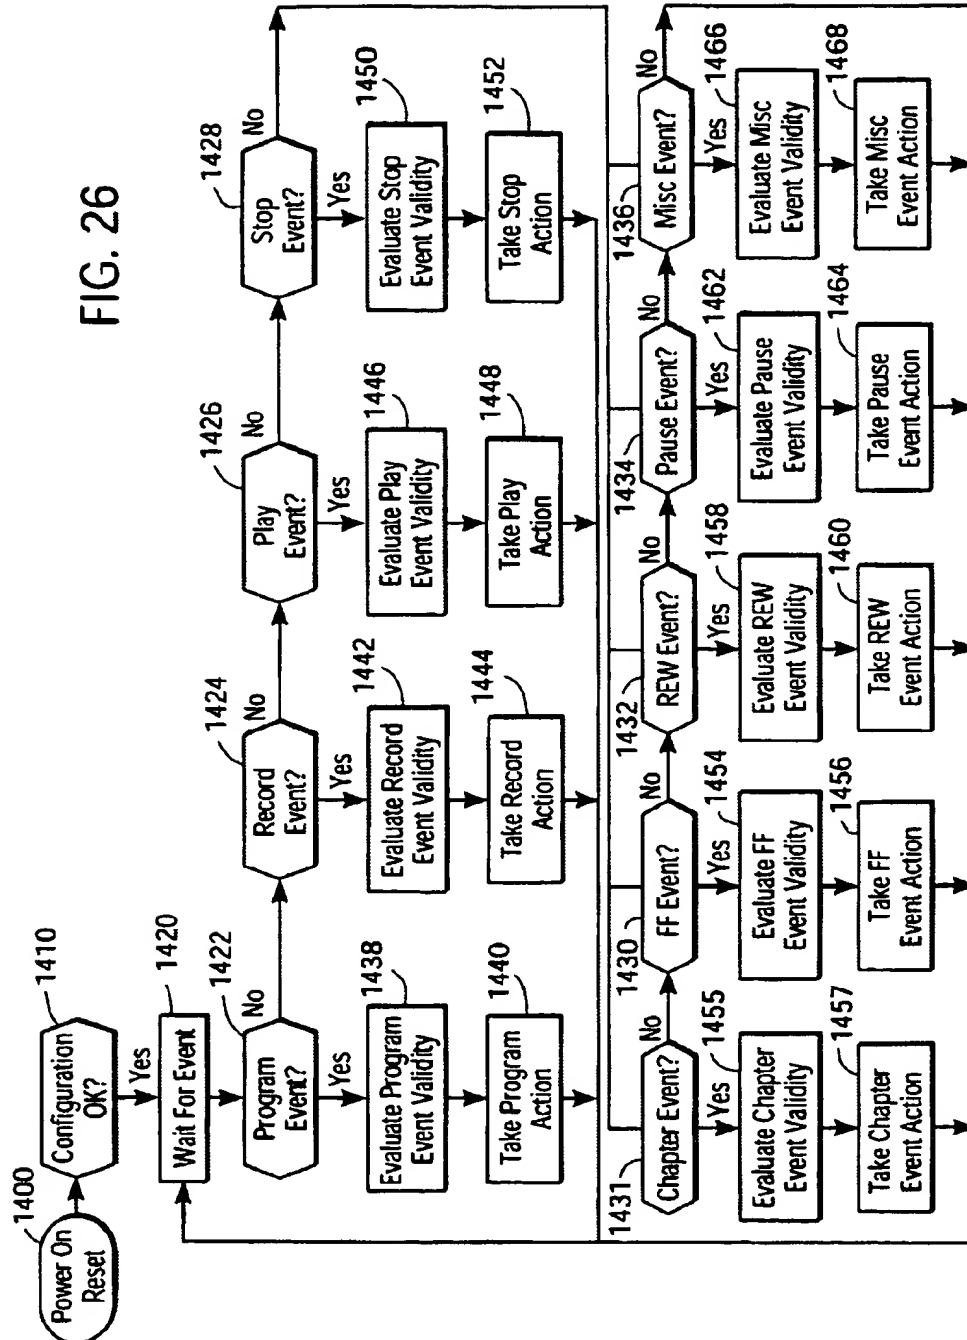 FIG. 26
1400
Power On
Reset
1410
Configuration
OK?
Yes
1420
Wait For Event
1422
Program
Event?
No
Yes
1438
Evaluate Program
Event Validity
1440
Take Program
Action
1424
Record
Event?
No
Yes
1442
Evaluate Record
Event Validity
1444
Take Record
Action
1426
Play
Event?
No
Yes
1446
Evaluate Play
Event Validity
1448
Take Play
Action
1428
Stop
Event?
No
Yes
1450
Evaluate Stop
Event Validity
1452
Take Stop
Action
1431
Chapter Event?
No
Yes
1455
Evaluate Chapter
Event Validity
1457
Take Chapter
Event Action
1430
FF Event?
No
Yes
1454
Evaluate FF
Event Validity
1456
Take FF
Event Action
1432
REW Event?
No
Yes
1458
Evaluate REW
Event Validity
1460
Take REW
Event Action
1434
Pause Event?
No
Yes
1462
Evaluate Pause
Event Validity
1464
Take Pause
Event Action
1436
Misc Event?
No
Yes
1466
Evaluate Misc
Event Validity
1468
Take Misc
Event Action